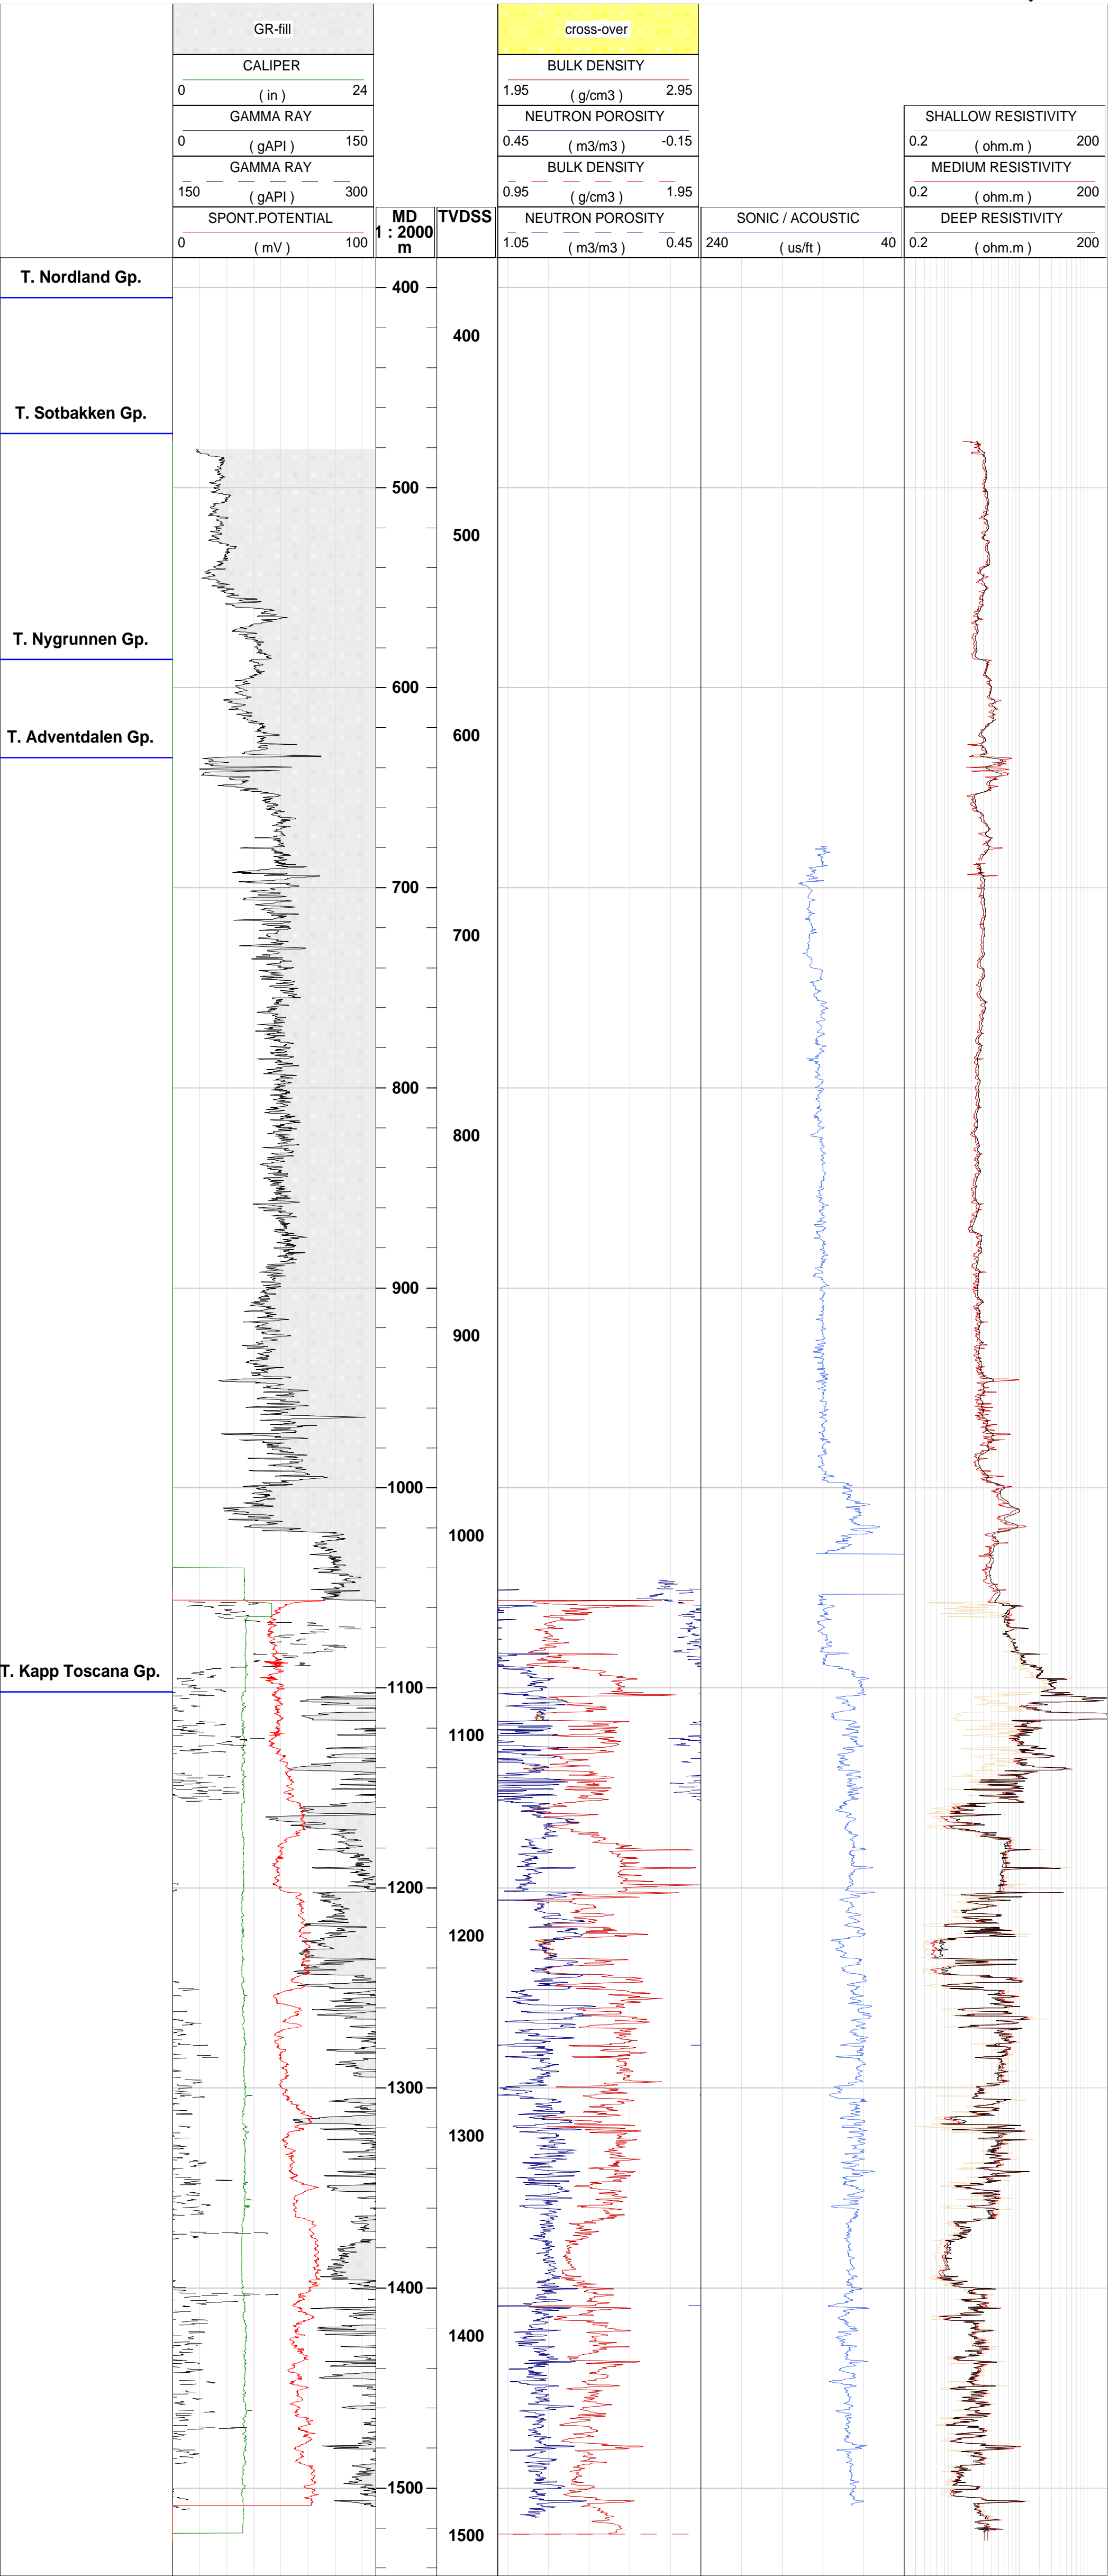 GR-fill
cross-over
CALIPER
0 ( in ) 24
BULK DENSITY
1.95 ( g/cm3 ) 2.95
GAMMA RAY
0 ( gAPI ) 150
NEUTRON POROSITY
0.45 ( m3/m3 ) -0.15
SHALLOW RESISTIVITY
0.2 ( ohm.m ) 200
GAMMA RAY
150 ( gAPI ) 300
BULK DENSITY
0.95 ( g/cm3 ) 1.95
MEDIUM RESISTIVITY
0.2 ( ohm.m ) 200
SPONT.POTENTIAL
0 ( mV ) 100
MD
1 : 2000
m
TVDSS
NEUTRON POROSITY
1.05 ( m3/m3 ) 0.45
SONIC / ACOUSTIC
240 ( us/ft ) 40
DEEP RESISTIVITY
0.2 ( ohm.m ) 200
T. Nordland Gp.
400
400
T. Sotbakken Gp.
500
500
T. Nygrunnen Gp.
600
600
T. Adventdalen Gp.
700
700
800
800
900
900
1000
1000
T. Kapp Toscana Gp.
1100
1100
1200
1200
1300
1300
1400
1400
1500
1500